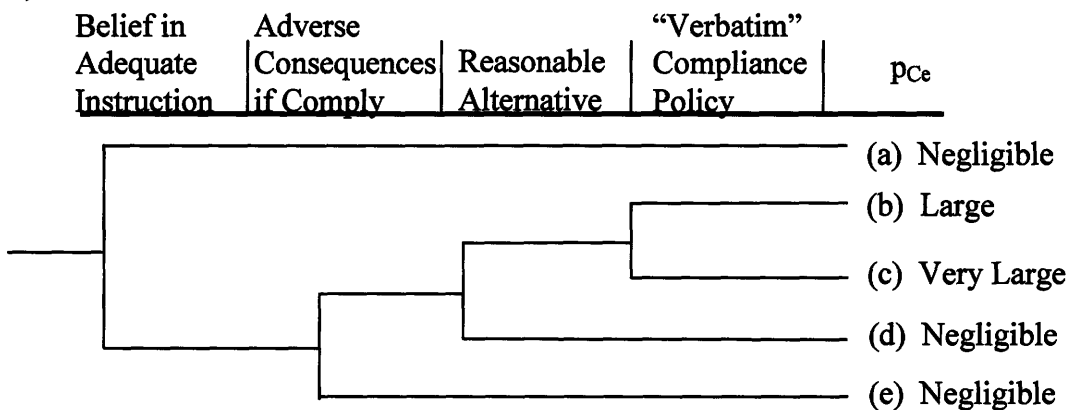 Belief in Adequate Instruction
Adverse Consequences if Comply
Reasonable Alternative
“Verbatim” Compliance Policy
pCe
(a) Negligible
(b) Large
(c) Very Large
(d) Negligible
(e) Negligible